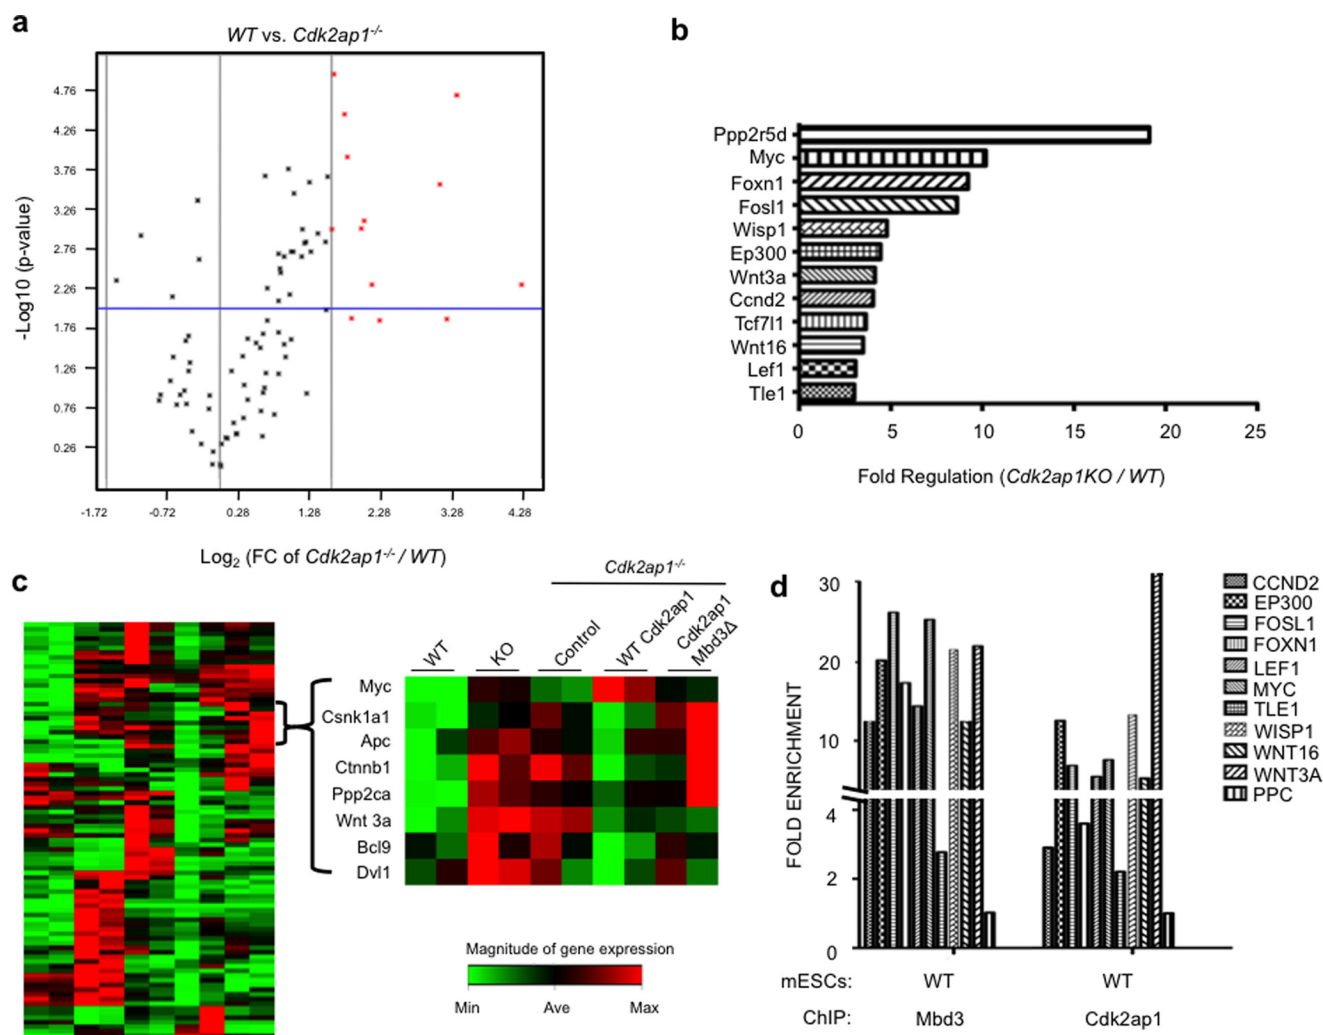 a
WT vs. Cdk2ap1-/-
-Log10 (p-value)
4.76
4.26
3.76
3.26
2.76
2.26
1.76
1.26
0.76
0.26
-1.72 -0.72 0.28 1.28 2.28 3.28 4.28
Log2 (FC of Cdk2ap1-/- / WT)
b
Ppp2r5d
Myc
Foxn1
Fosl1
Wisp1
Ep300
Wnt3a
Ccnd2
Tcf7l1
Wnt16
Lef1
Tle1
0 5 10 15 20 25
Fold Regulation (Cdk2ap1KO / WT)
c
Cdk2ap1-/-
WT
KO
Control
WT Cdk2ap1
Cdk2ap1
Mbd3Δ
Myc
Csnk1a1
Apc
Ctnnb1
Ppp2ca
Wnt 3a
Bcl9
Dvl1
Magnitude of gene expression
Min Ave Max
d
FOLD ENRICHMENT
30
20
10
4
2
0
CCND2
EP300
FOSL1
FOXN1
LEF1
MYC
TLE1
WISP1
WNT16
WNT3A
PPC
mESCs: WT WT
ChIP: Mbd3 Cdk2ap1